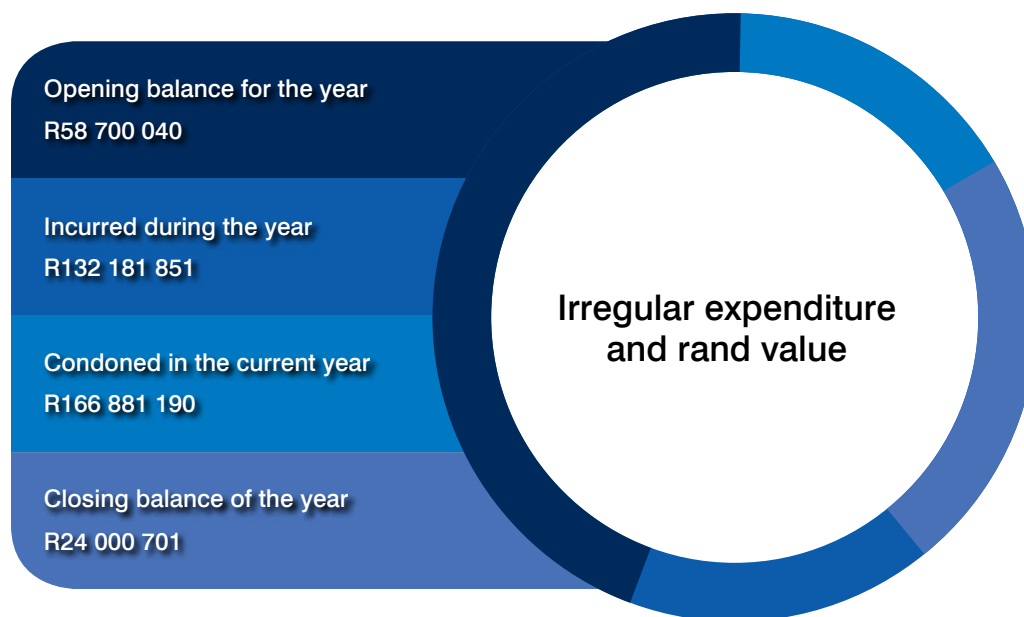 Opening balance for the year
R58 700 040
Incurred during the year
R132 181 851
Condoned in the current year
R166 881 190
Closing balance of the year
R24 000 701
Irregular expenditure
and rand value